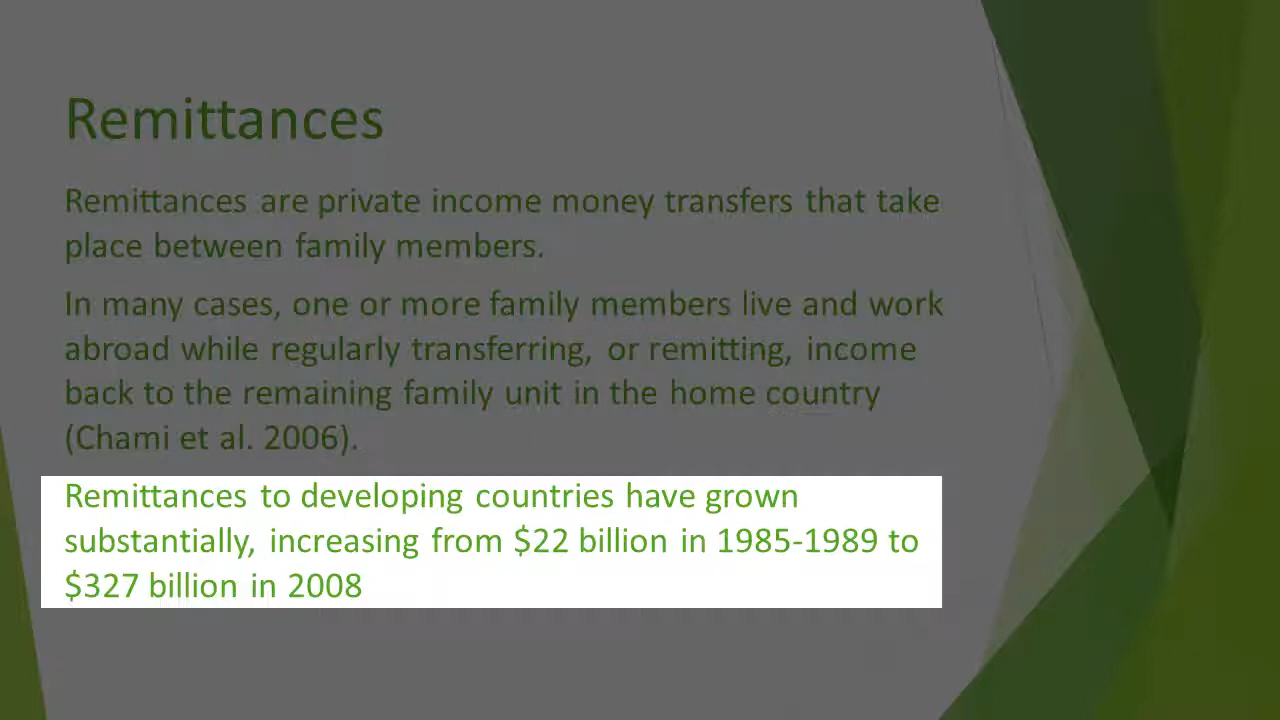 Remittances
Remittances are private income money transfers that take
place between family members.
In many cases, one or more family members live and work
abroad while regularly transferring, or remitting, income
back to the remaining family unit in the home country
(Chami et al. 2006).
Remittances to developing countries have grown
substantially, increasing from $22 billion in 1985-1989 to
$327 billion in 2008